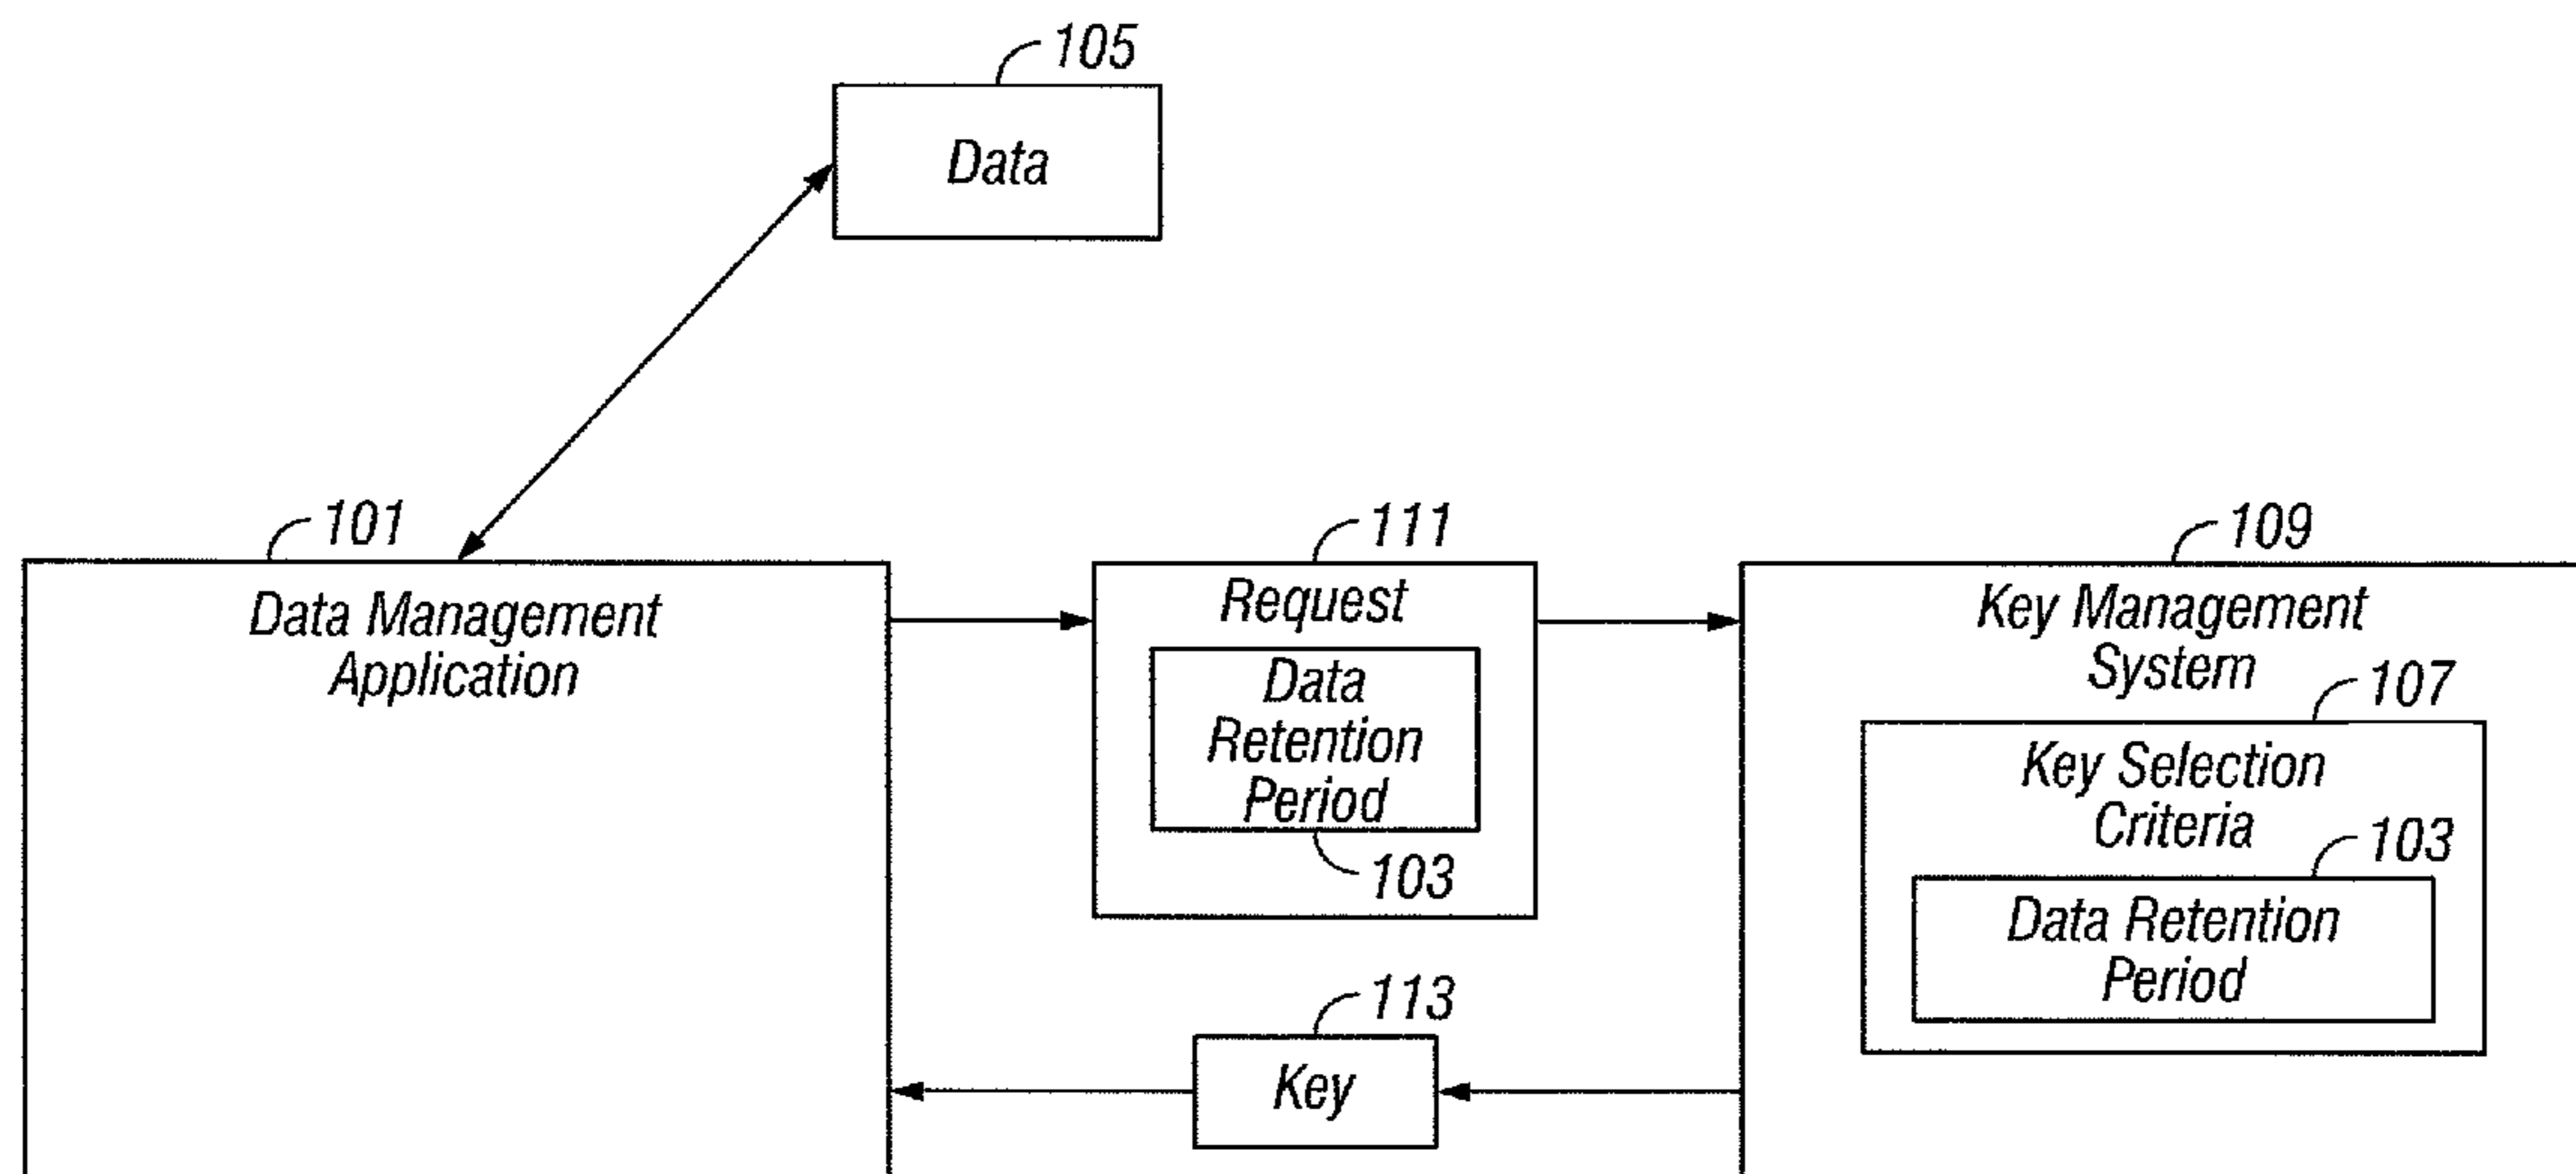 105
Data
101
Data Management
Application
111
Request
Data
Retention
Period
103
109
Key Management
System
107
Key Selection
Criteria
103
Data Retention
Period
113
Key